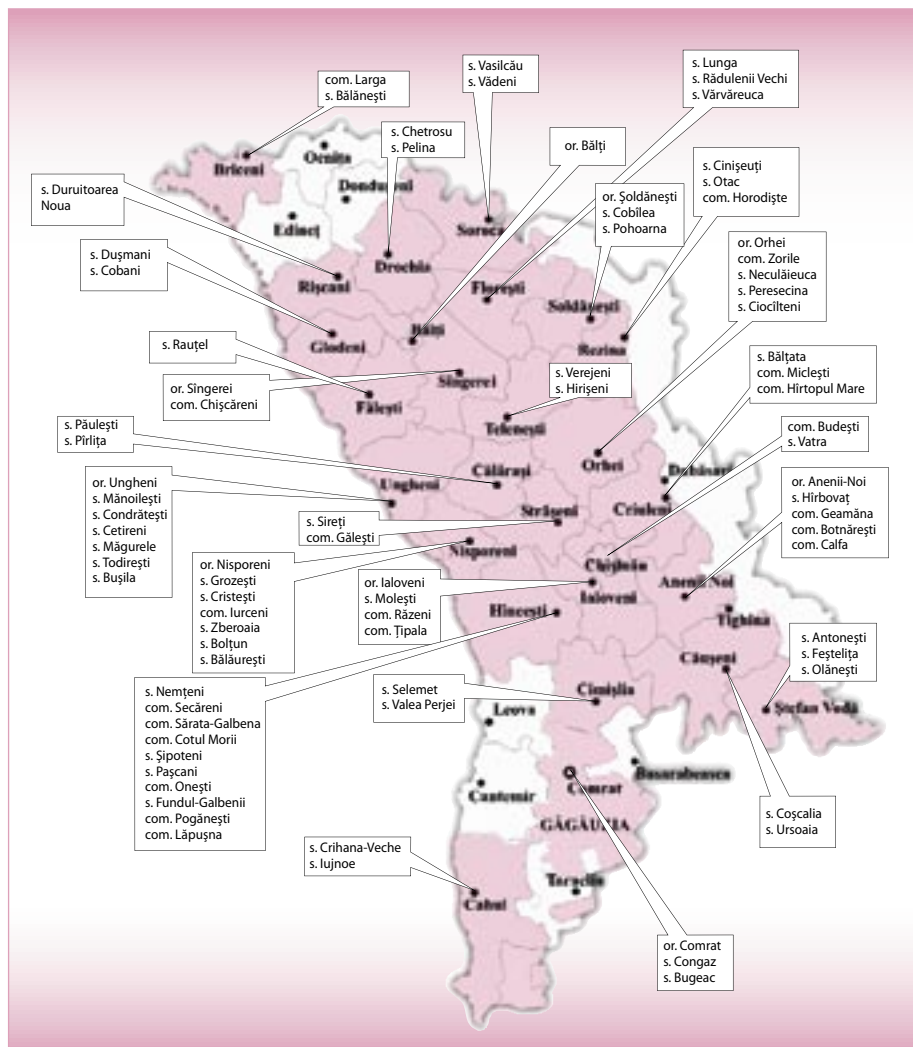 com. Larga
s. Bălănești
s. Vasilcău
s. Vădeni
s. Lunga
s. Rădulenii Vechi
s. Vărvăreuca
s. Chetrosu
s. Pelina
or. Bălți
s. Cinișeuți
s. Otac
com. Horodiște
s. Duruitoarea
Noua
or. Șoldănești
s. Cobîlea
s. Pohoarna
s. Dușmani
s. Cobani
or. Orhei
com. Zorile
s. Neculăieuca
s. Peresecina
s. Ciocîlteni
s. Rauțel
or. Sîngerei
com. Chișcăreni
s. Verejeni
s. Hirișeni
s. Bălțata
com. Miclești
com. Hîrtopul Mare
s. Păulești
s. Pîrlița
com. Budești
s. Vatra
or. Ungheni
s. Mănoilești
s. Condrătești
s. Cetireni
s. Măgurele
s. Todirești
s. Bușila
s. Sireți
com. Gălești
or. Anenii-Noi
s. Hîrbovaț
com. Geamăna
com. Botnărești
com. Calfa
or. Nisporeni
s. Grozești
s. Cristești
com. Iurceni
s. Zberoaia
s. Bolțun
s. Bălăurești
or. Ialoveni
s. Molești
com. Răzeni
com. Țipala
s. Antonești
s. Feștelița
s. Olănești
s. Nemțeni
com. Secăreni
com. Sărata-Galbena
com. Cotul Morii
s. Șipoteni
s. Pașcani
com. Onești
s. Fundul-Galbenii
com. Pogănești
com. Lăpușna
s. Selemet
s. Valea Perjei
s. Coșcalia
s. Ursoaia
s. Crihana-Veche
s. Iujnoe
or. Comrat
s. Congaz
s. Bugeac
Briceni
Ocnița
Dondușeni
Edineț
Soroca
Drochia
Rîșcani
Florești
Șoldănești
Glodeni
Bălți
Rezina
Sîngerei
Fălești
Telenești
Orhei
Dubăsari
Călărași
Ungheni
Criuleni
Strășeni
Nisporeni
Chișinău
Ialoveni
Anenii Noi
Hîncești
Tighina
Căușeni
Ștefan Vodă
Cimișlia
Leova
Basarabeasca
Cantemir
Comrat
GĂGĂUZIA
Taraclia
Cahul